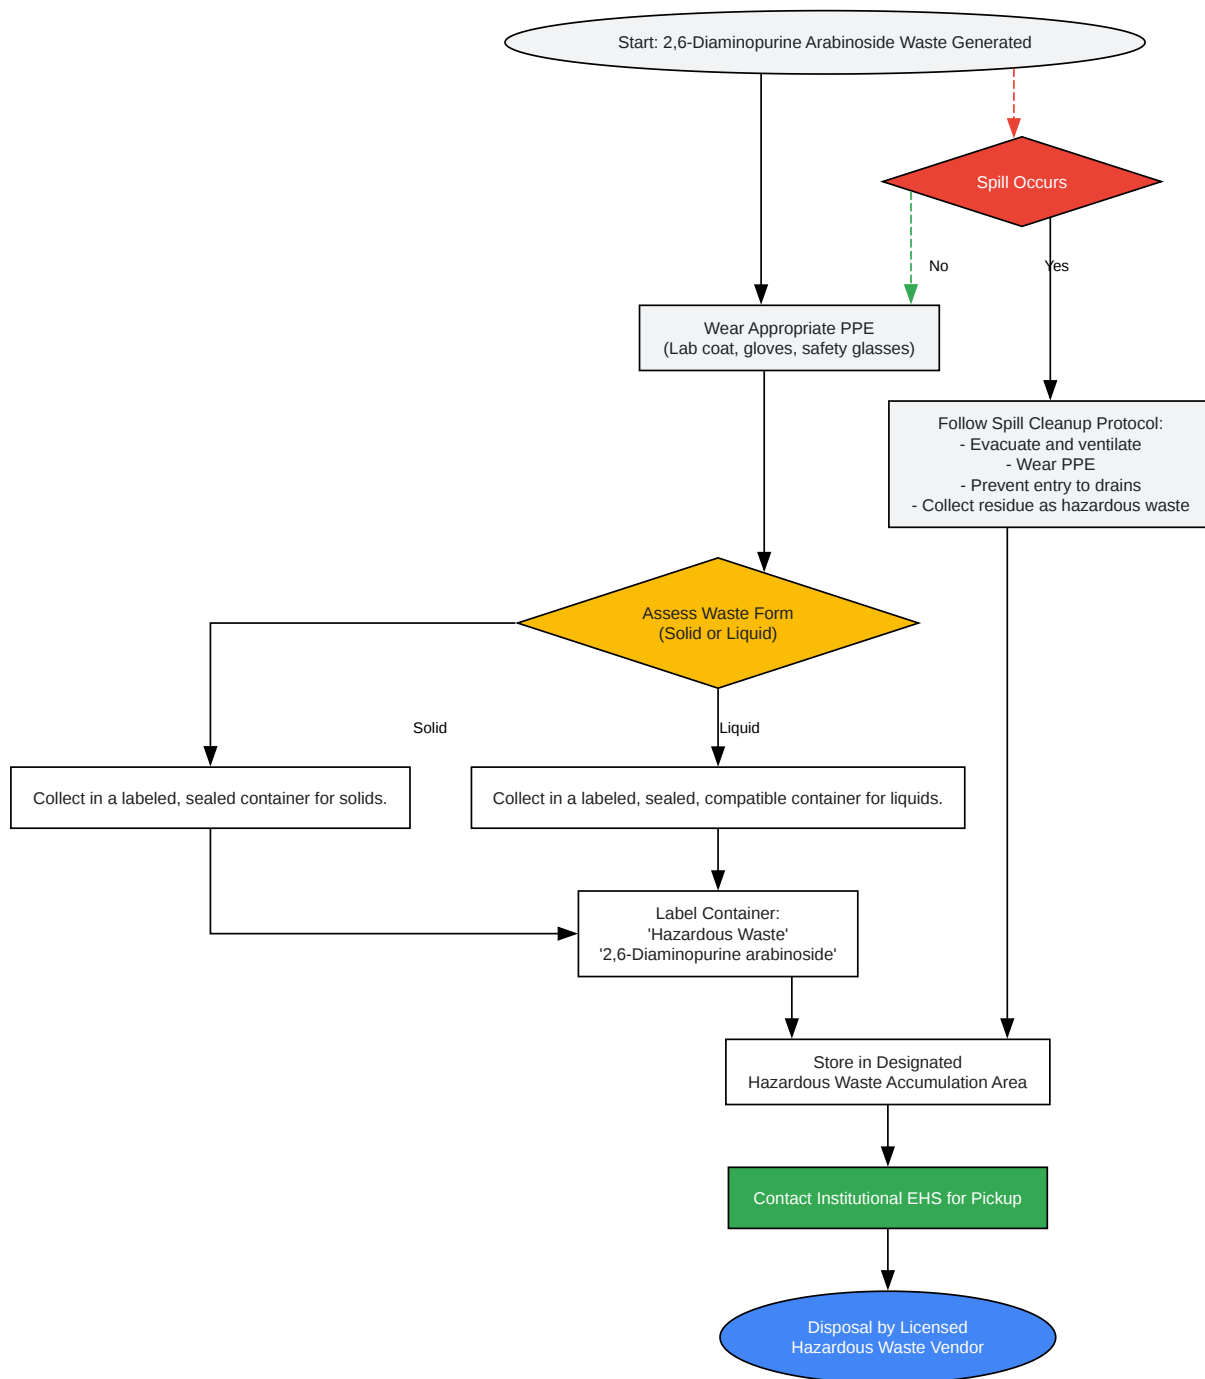 Start: 2,6-Diaminopurine Arabinoside Waste Generated
Spill Occurs
No
Yes
Wear Appropriate PPE
(Lab coat, gloves, safety glasses)
Follow Spill Cleanup Protocol:
- Evacuate and ventilate
- Wear PPE
- Prevent entry to drains
- Collect residue as hazardous waste
Assess Waste Form
(Solid or Liquid)
Solid
Liquid
Collect in a labeled, sealed container for solids.
Collect in a labeled, sealed, compatible container for liquids.
Label Container:
'Hazardous Waste'
'2,6-Diaminopurine arabinoside'
Store in Designated
Hazardous Waste Accumulation Area
Contact Institutional EHS for Pickup
Disposal by Licensed
Hazardous Waste Vendor